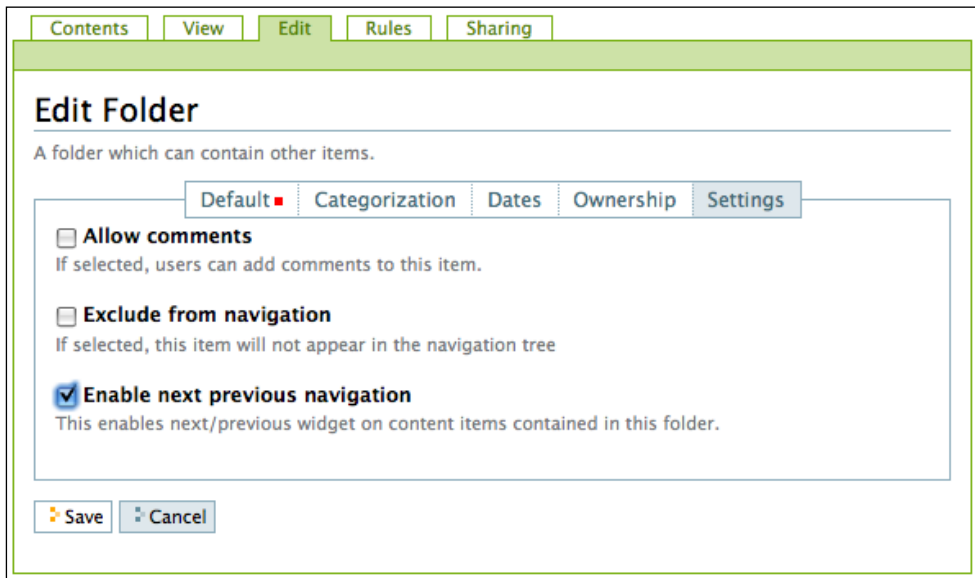 Contents View Edit Rules Sharing
Edit Folder
A folder which can contain other items.
Default Categorization Dates Ownership Settings
Allow comments
If selected, users can add comments to this item.
Exclude from navigation
If selected, this item will not appear in the navigation tree
Enable next previous navigation
This enables next/previous widget on content items contained in this folder.
Save Cancel